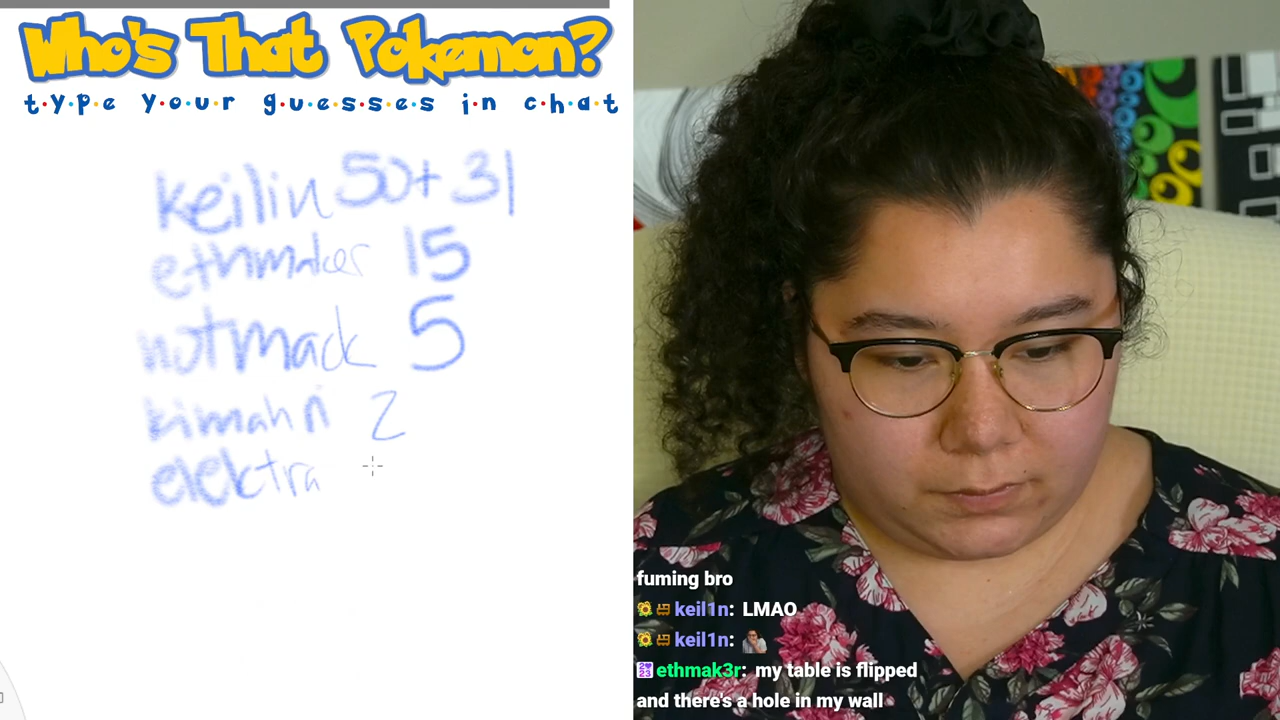 Who's That Pokemon?
type your guesses in chat
keilin 50+ 31
ethmaker 15
notmack 5
kimahri 2
elektra
fuming bro
keil1n: LMAO
keil1n:
ethmak3r: my table is flipped
and there's a hole in my wall